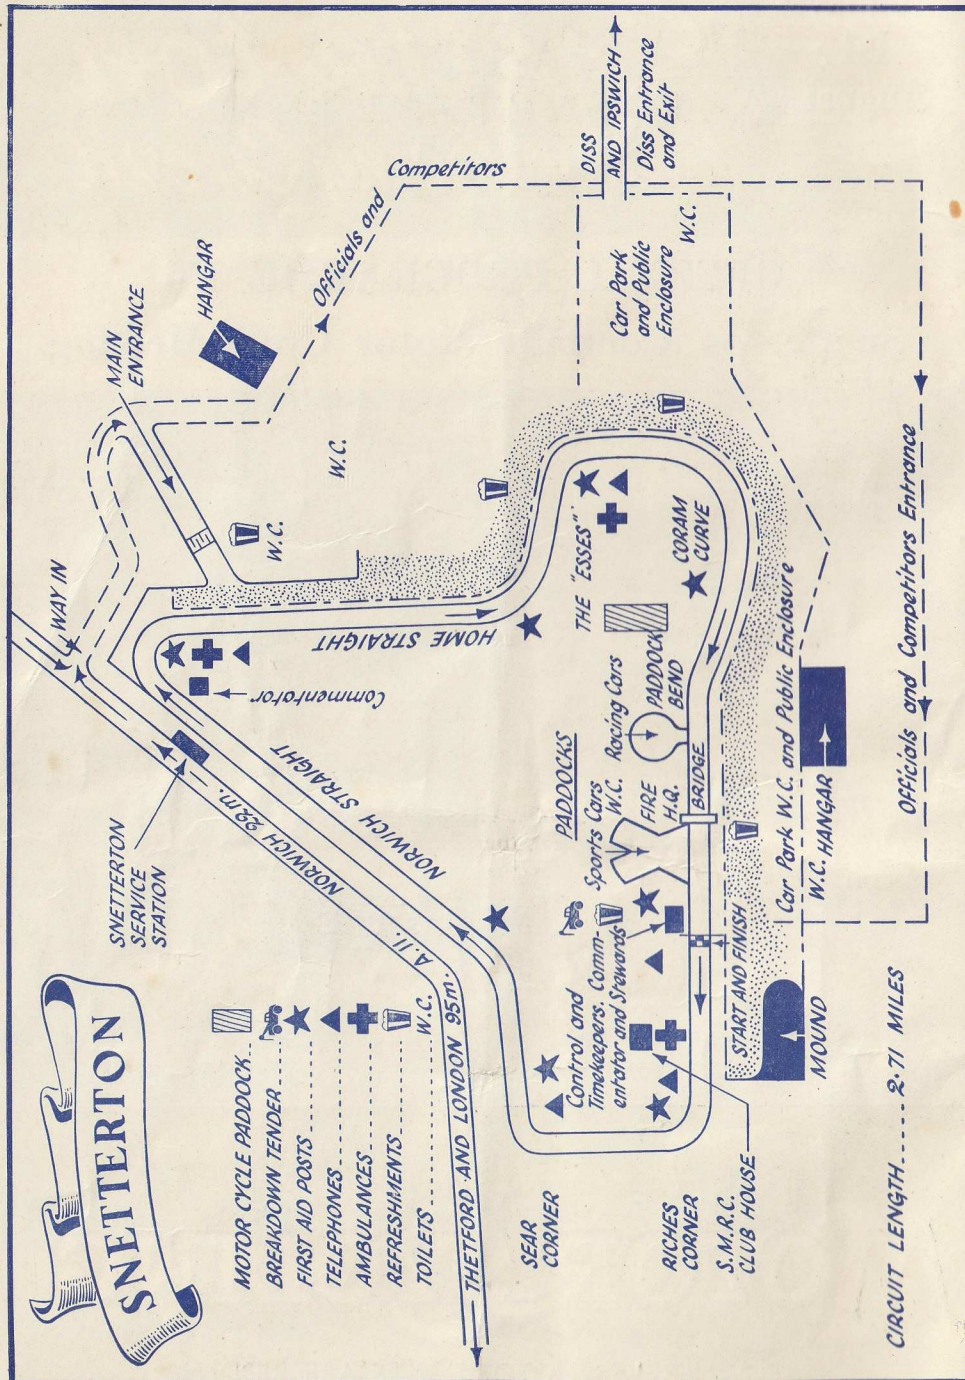 SNETTERTON
MOTOR CYCLE PADDOCK
BREAKDOWN TENDER
FIRST AID POSTS
TELEPHONES
AMBULANCES
REFRESHMENTS
TOILETS W.C.
SNETTERTON
SERVICE
STATION
WAY IN
MAIN
ENTRANCE
HANGAR
Officials and
Competitors
NORWICH 22m.
A.11.
THETFORD AND LONDON 95m.
NORWICH STRAIGHT
Commentator
HOME STRAIGHT
W.C.
W.C.
DISS
AND IPSWICH
Diss Entrance
and Exit
Car Park
and Public
Enclosure
W.C.
SEAR
CORNER
Control and
Timekeepers. Comm-
entator and Stewards
PADDOCKS
Sports Cars
W.C.
Racing Cars
FIRE
H.Q.
PADDOCK
BEND
THE "ESSES"
CORAM
CURVE
BRIDGE
RICHES
CORNER
S.M.R.C.
CLUB HOUSE
START AND FINISH
Car Park W.C. and Public Enclosure
MOUND
W.C.
HANGAR
Officials and Competitors Entrance
CIRCUIT LENGTH..... 2·71 MILES